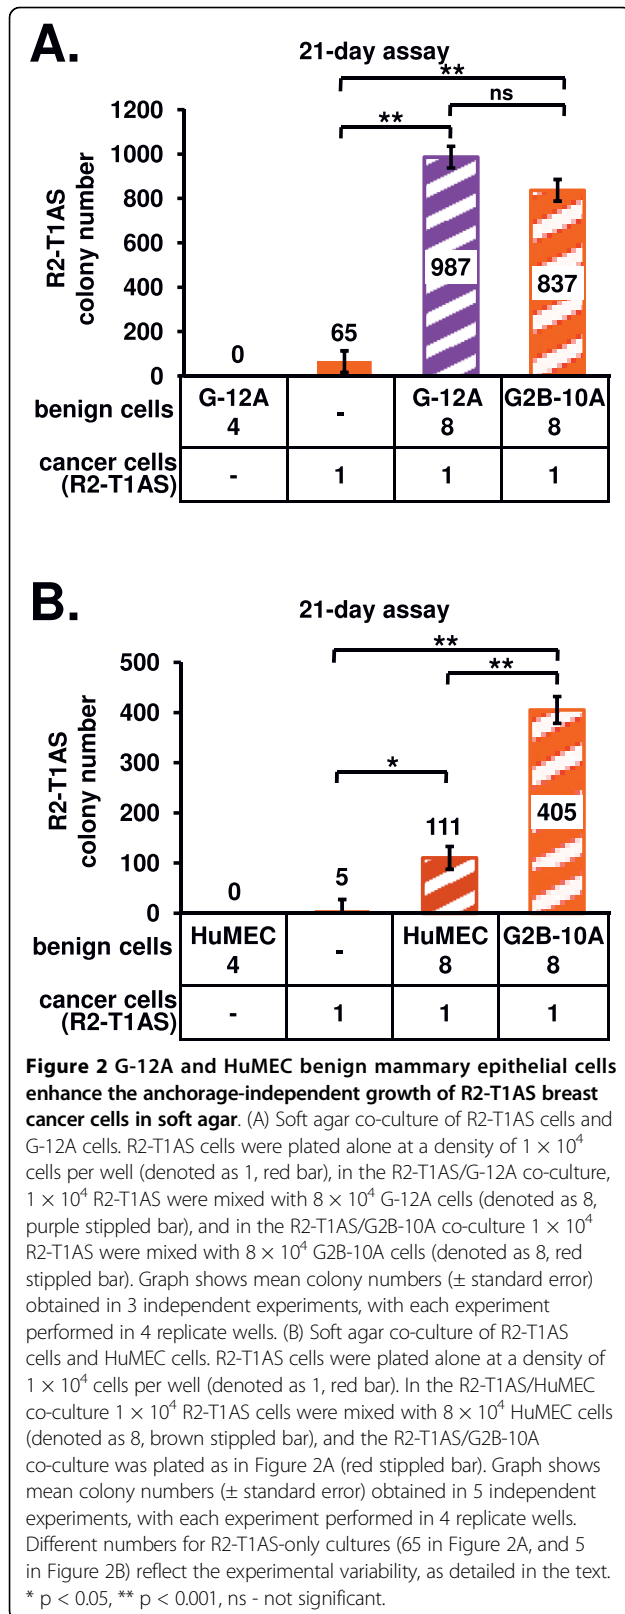 A.
21-day assay
**
ns
**
1200
1000
800
600
400
200
0
R2-T1AS
colony number
0
65
987
837
benign cells
G-12A
4
-
G-12A
8
G2B-10A
8
cancer cells
(R2-T1AS)
-
1
1
1
B.
21-day assay
**
**
*
500
400
300
200
100
0
R2-T1AS
colony number
0
5
111
405
benign cells
HuMEC
4
-
HuMEC
8
G2B-10A
8
cancer cells
(R2-T1AS)
-
1
1
1
Figure 2 G-12A and HuMEC benign mammary epithelial cells
enhance the anchorage-independent growth of R2-T1AS breast
cancer cells in soft agar. (A) Soft agar co-culture of R2-T1AS cells and
G-12A cells. R2-T1AS cells were plated alone at a density of 1 × 10⁴
cells per well (denoted as 1, red bar), in the R2-T1AS/G-12A co-culture,
1 × 10⁴ R2-T1AS were mixed with 8 × 10⁴ G-12A cells (denoted as 8,
purple stippled bar), and in the R2-T1AS/G2B-10A co-culture 1 × 10⁴
R2-T1AS were mixed with 8 × 10⁴ G2B-10A cells (denoted as 8, red
stippled bar). Graph shows mean colony numbers (± standard error)
obtained in 3 independent experiments, with each experiment
performed in 4 replicate wells. (B) Soft agar co-culture of R2-T1AS
cells and HuMEC cells. R2-T1AS cells were plated alone at a density of
1 × 10⁴ cells per well (denoted as 1, red bar). In the R2-T1AS/HuMEC
co-culture 1 × 10⁴ R2-T1AS cells were mixed with 8 × 10⁴ HuMEC cells
(denoted as 8, brown stippled bar), and the R2-T1AS/G2B-10A
co-culture was plated as in Figure 2A (red stippled bar). Graph shows
mean colony numbers (± standard error) obtained in 5 independent
experiments, with each experiment performed in 4 replicate wells.
Different numbers for R2-T1AS-only cultures (65 in Figure 2A, and 5
in Figure 2B) reflect the experimental variability, as detailed in the text.
* p < 0.05, ** p < 0.001, ns - not significant.